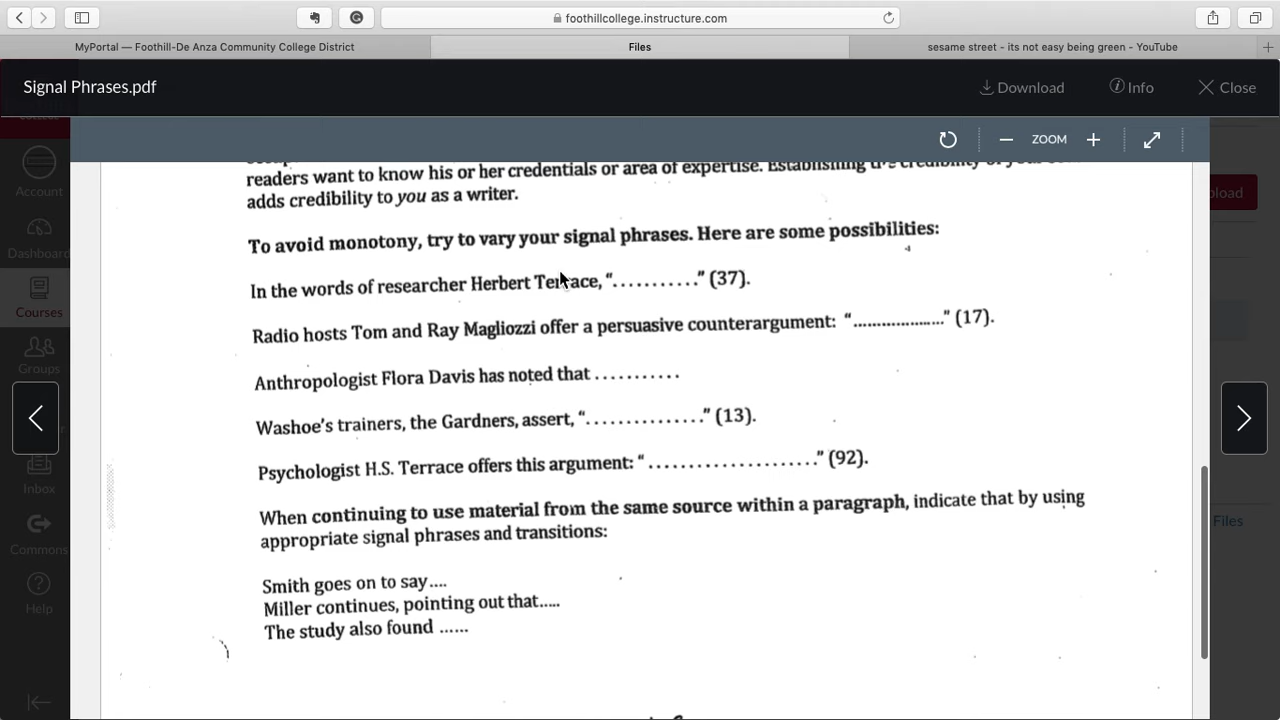 foothillcollege.instructure.com
MyPortal — Foothill-De Anza Community College District
Files
sesame street - its not easy being green - YouTube
Signal Phrases.pdf
Download
Info
Close
ZOOM
Account
Dashboard
Courses
Groups
Inbox
Commons
Help
Files
readers want to know his or her credentials or area of expertise. Establishing the credibility of
adds credibility to you as a writer.
To avoid monotony, try to vary your signal phrases. Here are some possibilities:
In the words of researcher Herbert Terrace, “...........” (37).
Radio hosts Tom and Ray Magliozzi offer a persuasive counterargument: “...................” (17).
Anthropologist Flora Davis has noted that ...........
Washoe's trainers, the Gardners, assert, “...............” (13).
Psychologist H.S. Terrace offers this argument: “.....................” (92).
When continuing to use material from the same source within a paragraph, indicate that by using
appropriate signal phrases and transitions:
Smith goes on to say....
Miller continues, pointing out that.....
The study also found ......